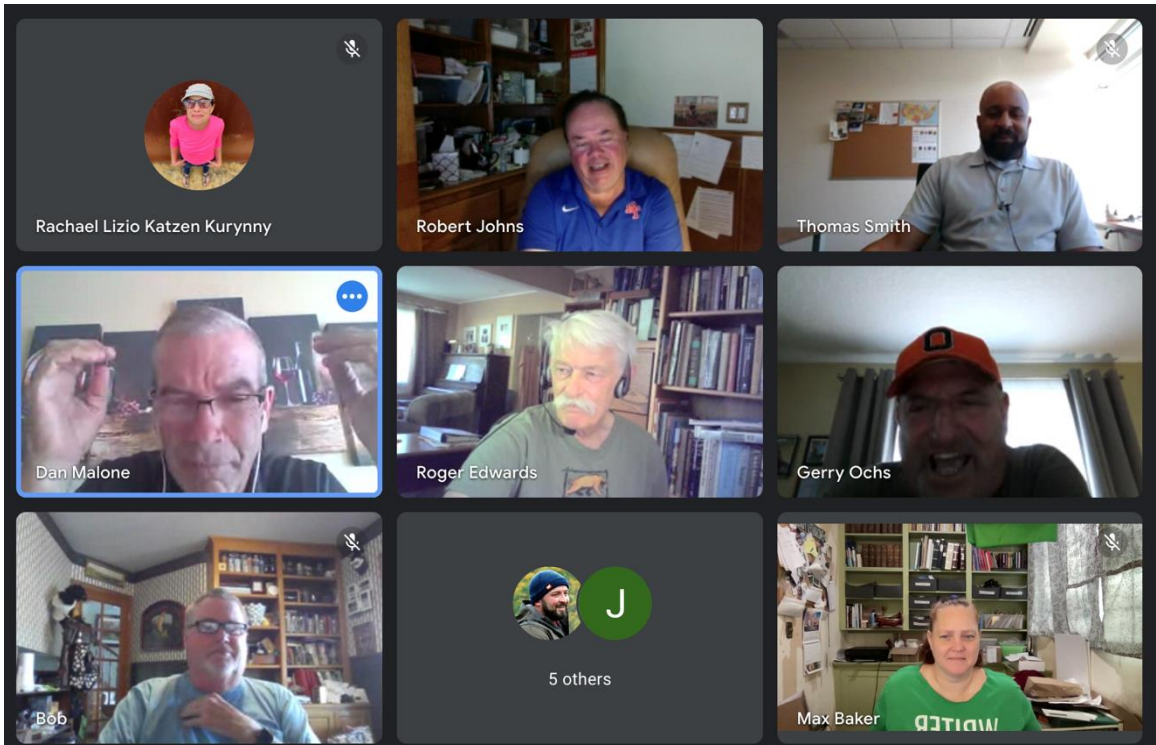 Rachael Lizio Katzen Kurynny
Robert Johns
Thomas Smith
Dan Malone
Roger Edwards
Gerry Ochs
Bob
5 others
J
Max Baker
WRITER